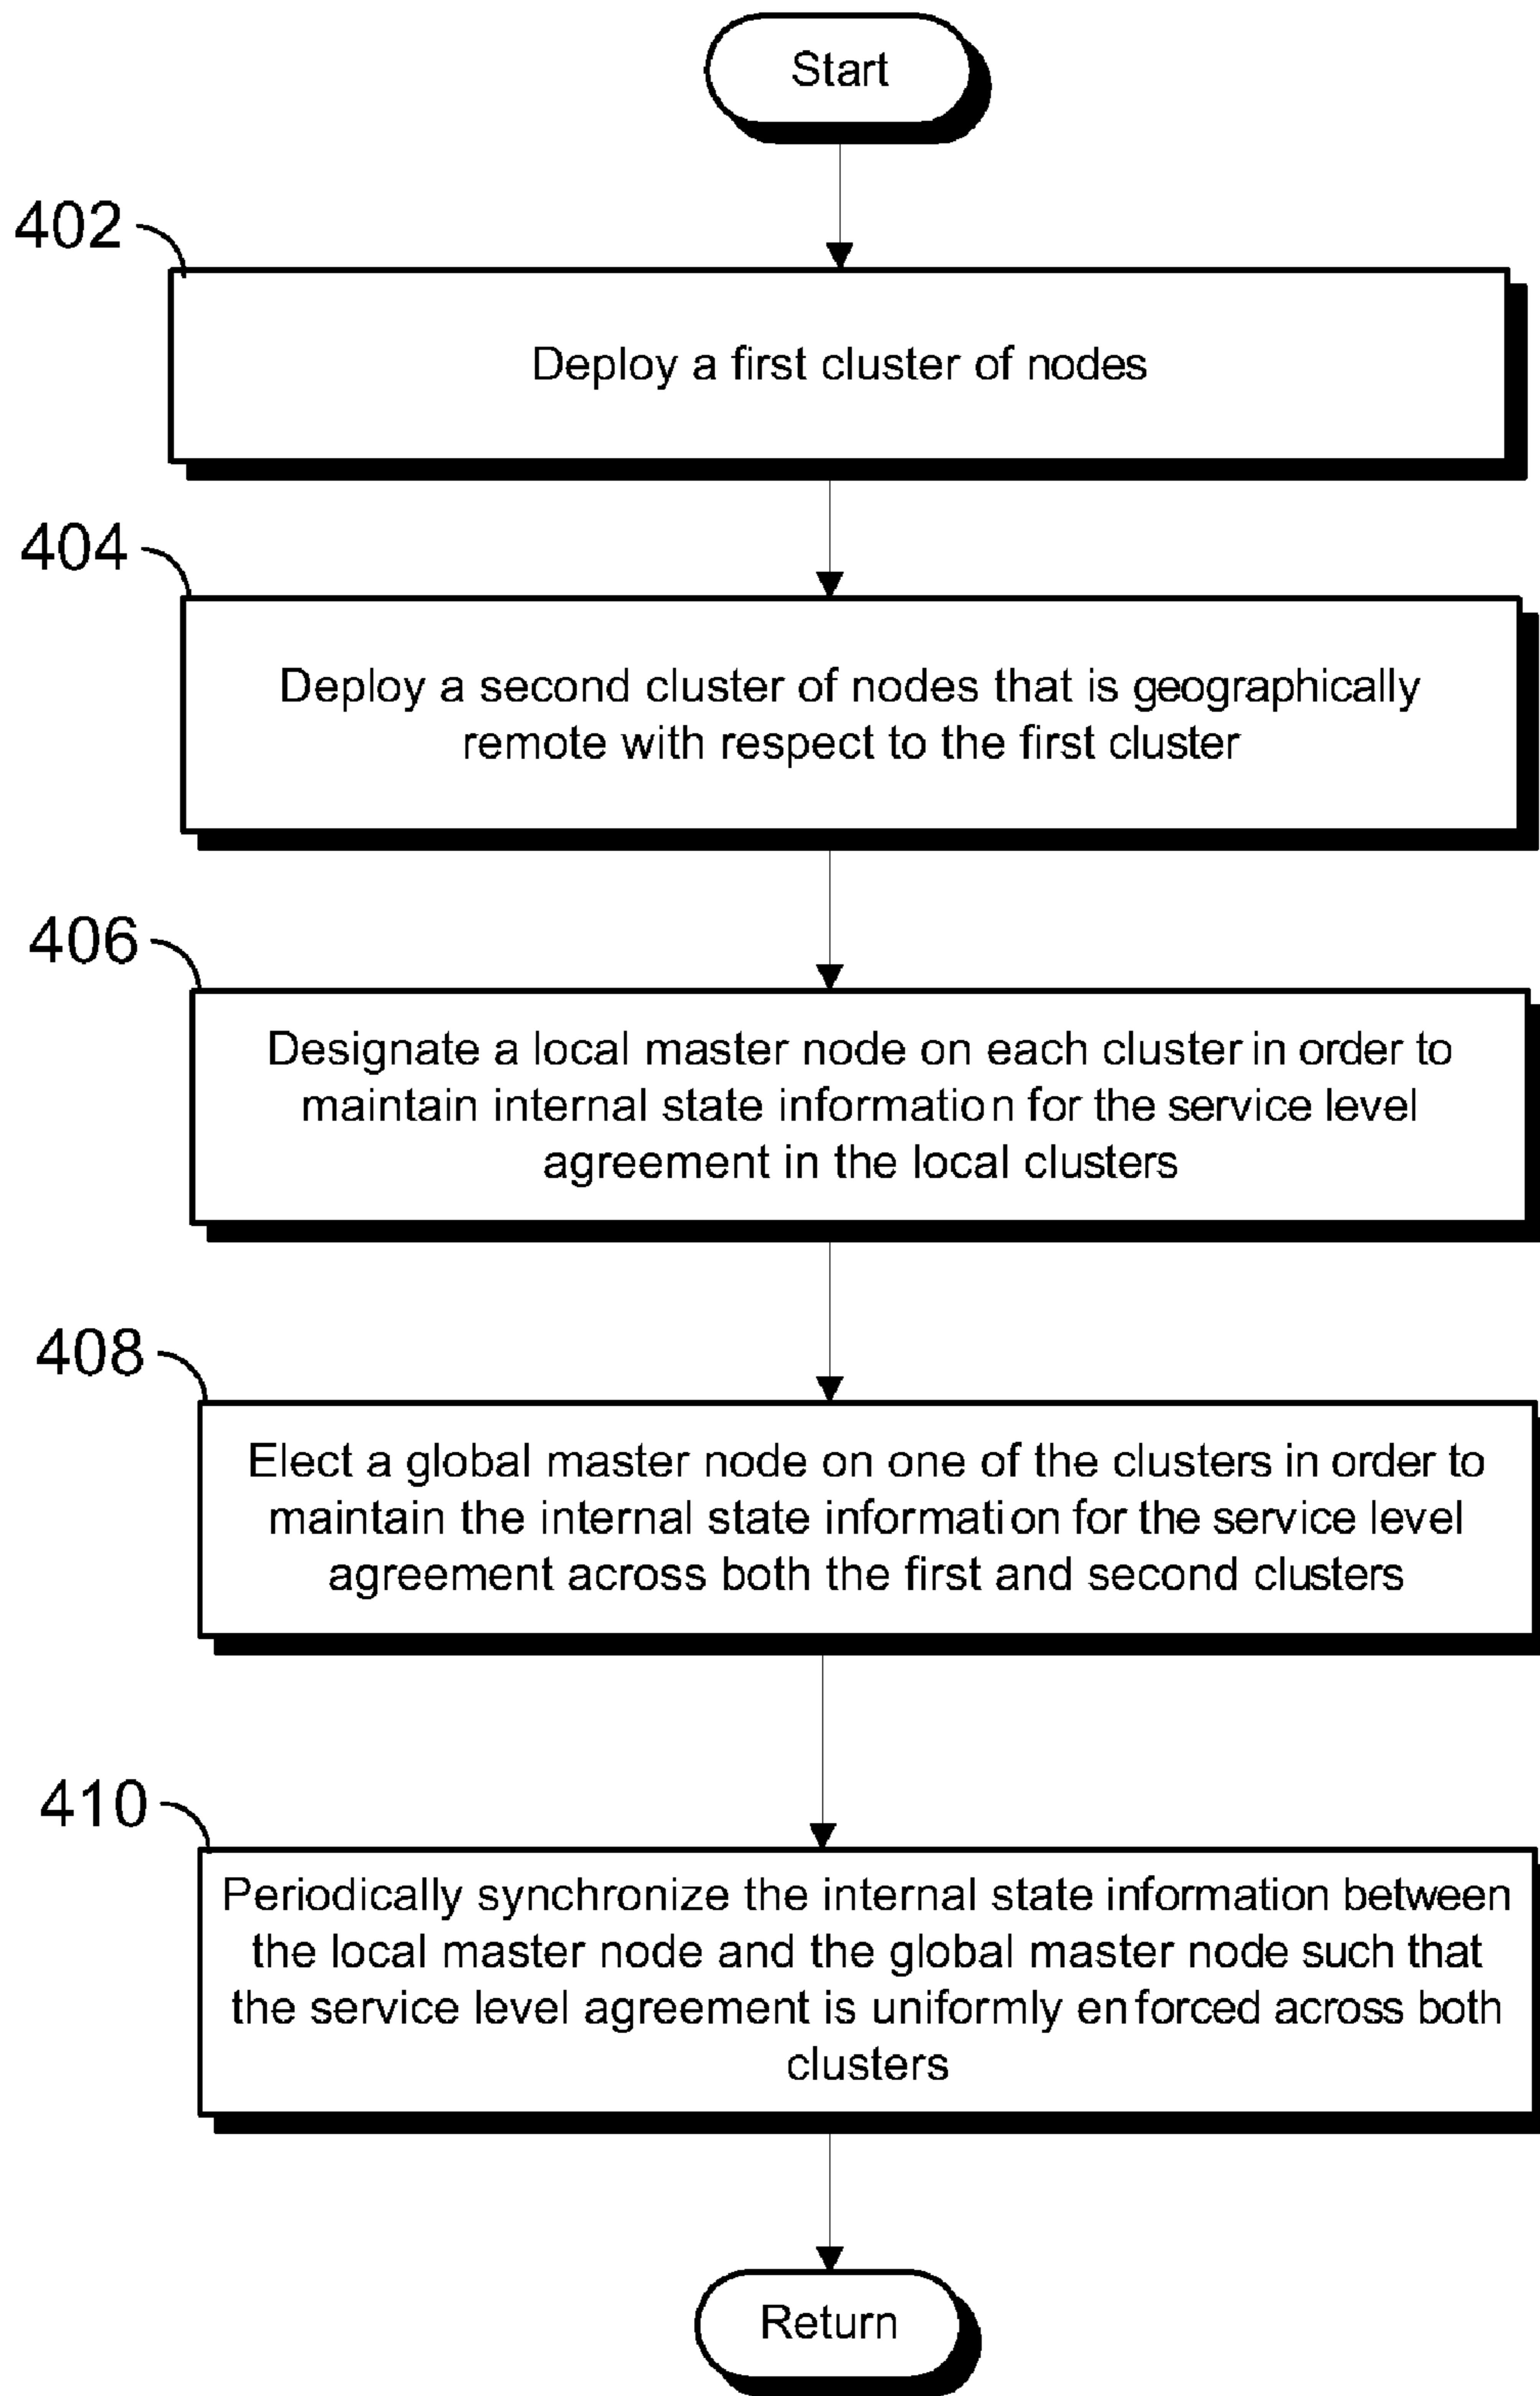 Start
402
Deploy a first cluster of nodes
404
Deploy a second cluster of nodes that is geographically
remote with respect to the first cluster
406
Designate a local master node on each cluster in order to
maintain internal state information for the service level
agreement in the local clusters
408
Elect a global master node on one of the clusters in order to
maintain the internal state information for the service level
agreement across both the first and second clusters
410
Periodically synchronize the internal state information between
the local master node and the global master node such that
the service level agreement is uniformly enforced across both
clusters
Return